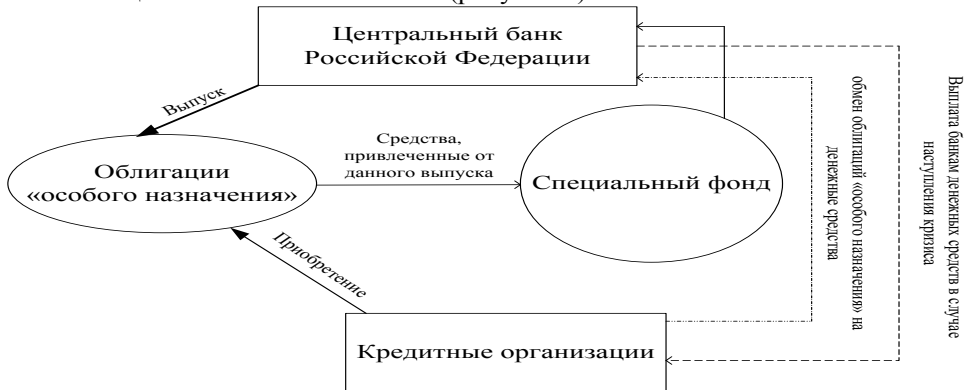 Центральный банк
Российской Федерации
Выпуск
Облигации
«особого назначения»
Средства,
привлеченные от
данного выпуска
Специальный фонд
Приобретение
Кредитные организации
обмен облигаций «особого назначения» на
денежные средства
Выплата банкам денежных средств в случае
наступления кризиса